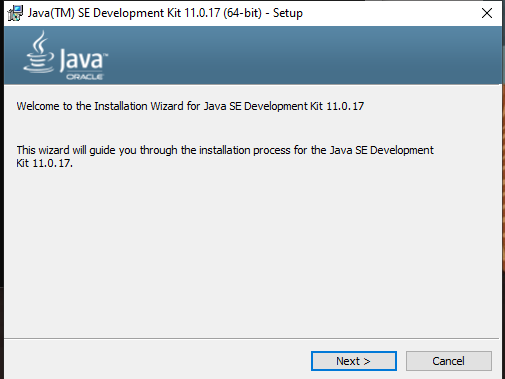 Java(TM) SE Development Kit 11.0.17 (64-bit) - Setup
Java™
ORACLE
Welcome to the Installation Wizard for Java SE Development Kit 11.0.17
This wizard will guide you through the installation process for the Java SE Development
Kit 11.0.17.
Next >
Cancel